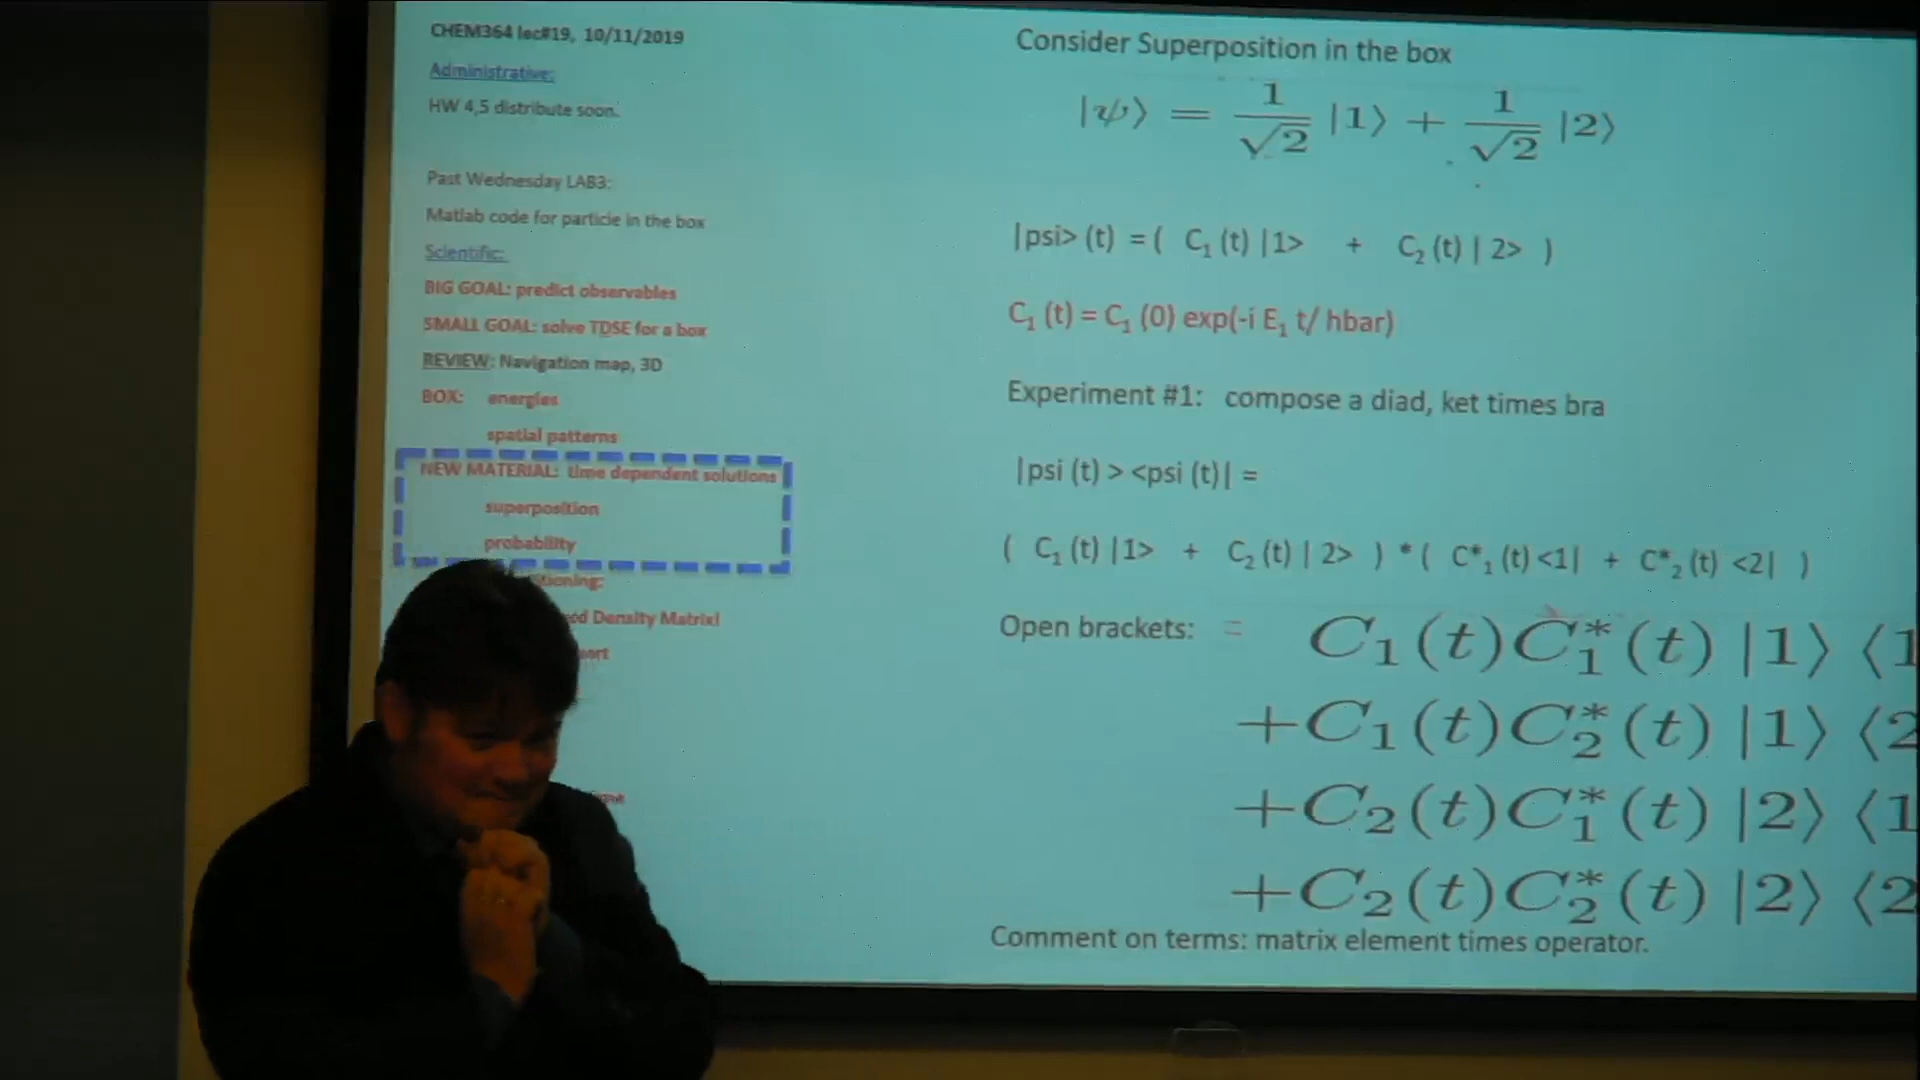 CHEM364 lec#19, 10/11/2019
Administrative:
HW 4,5 distribute soon.
Past Wednesday LAB3:
Matlab code for particle in the box
Scientific:
BIG GOAL: predict observables
SMALL GOAL: solve TDSE for a box
REVIEW: Navigation map, 3D
BOX: energies
spatial patterns
NEW MATERIAL: time dependent solutions
superposition
probability
Density Matrix!
Consider Superposition in the box
|ψ⟩ = 1/√2 |1⟩ + 1/√2 |2⟩
|psi> (t) = ( C₁ (t) |1> + C₂ (t) | 2> )
C₁ (t) = C₁ (0) exp(-i E₁ t/ hbar)
Experiment #1: compose a diad, ket times bra
|psi (t) > <psi (t)| =
( C₁ (t) |1> + C₂ (t) | 2> ) * ( C*₁ (t) <1| + C*₂ (t) <2| )
Open brackets: = C₁(t)C₁*(t) |1⟩ ⟨1
+C₁(t)C₂*(t) |1⟩ ⟨2
+C₂(t)C₁*(t) |2⟩ ⟨1
+C₂(t)C₂*(t) |2⟩ ⟨2
Comment on terms: matrix element times operator.